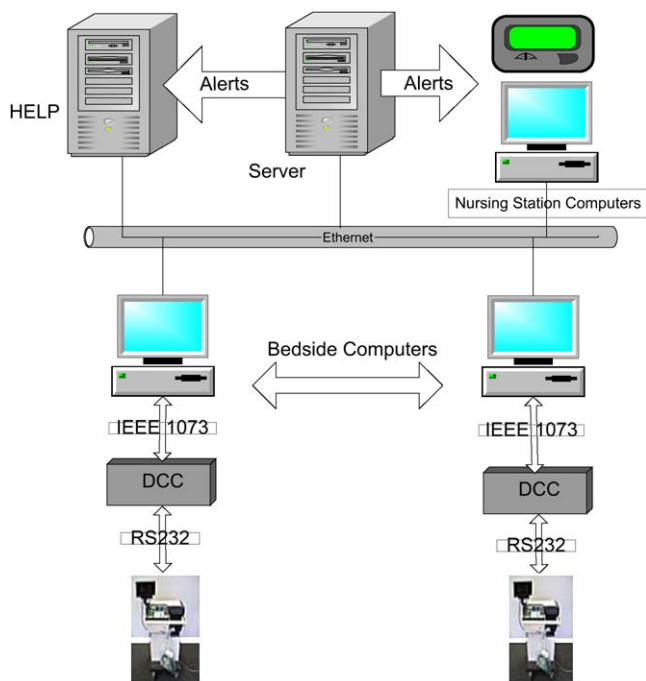 Alerts
Alerts
HELP
Server
Nursing Station Computers
Ethernet
Bedside Computers
IEEE 1073
IEEE 1073
DCC
DCC
RS232
RS232